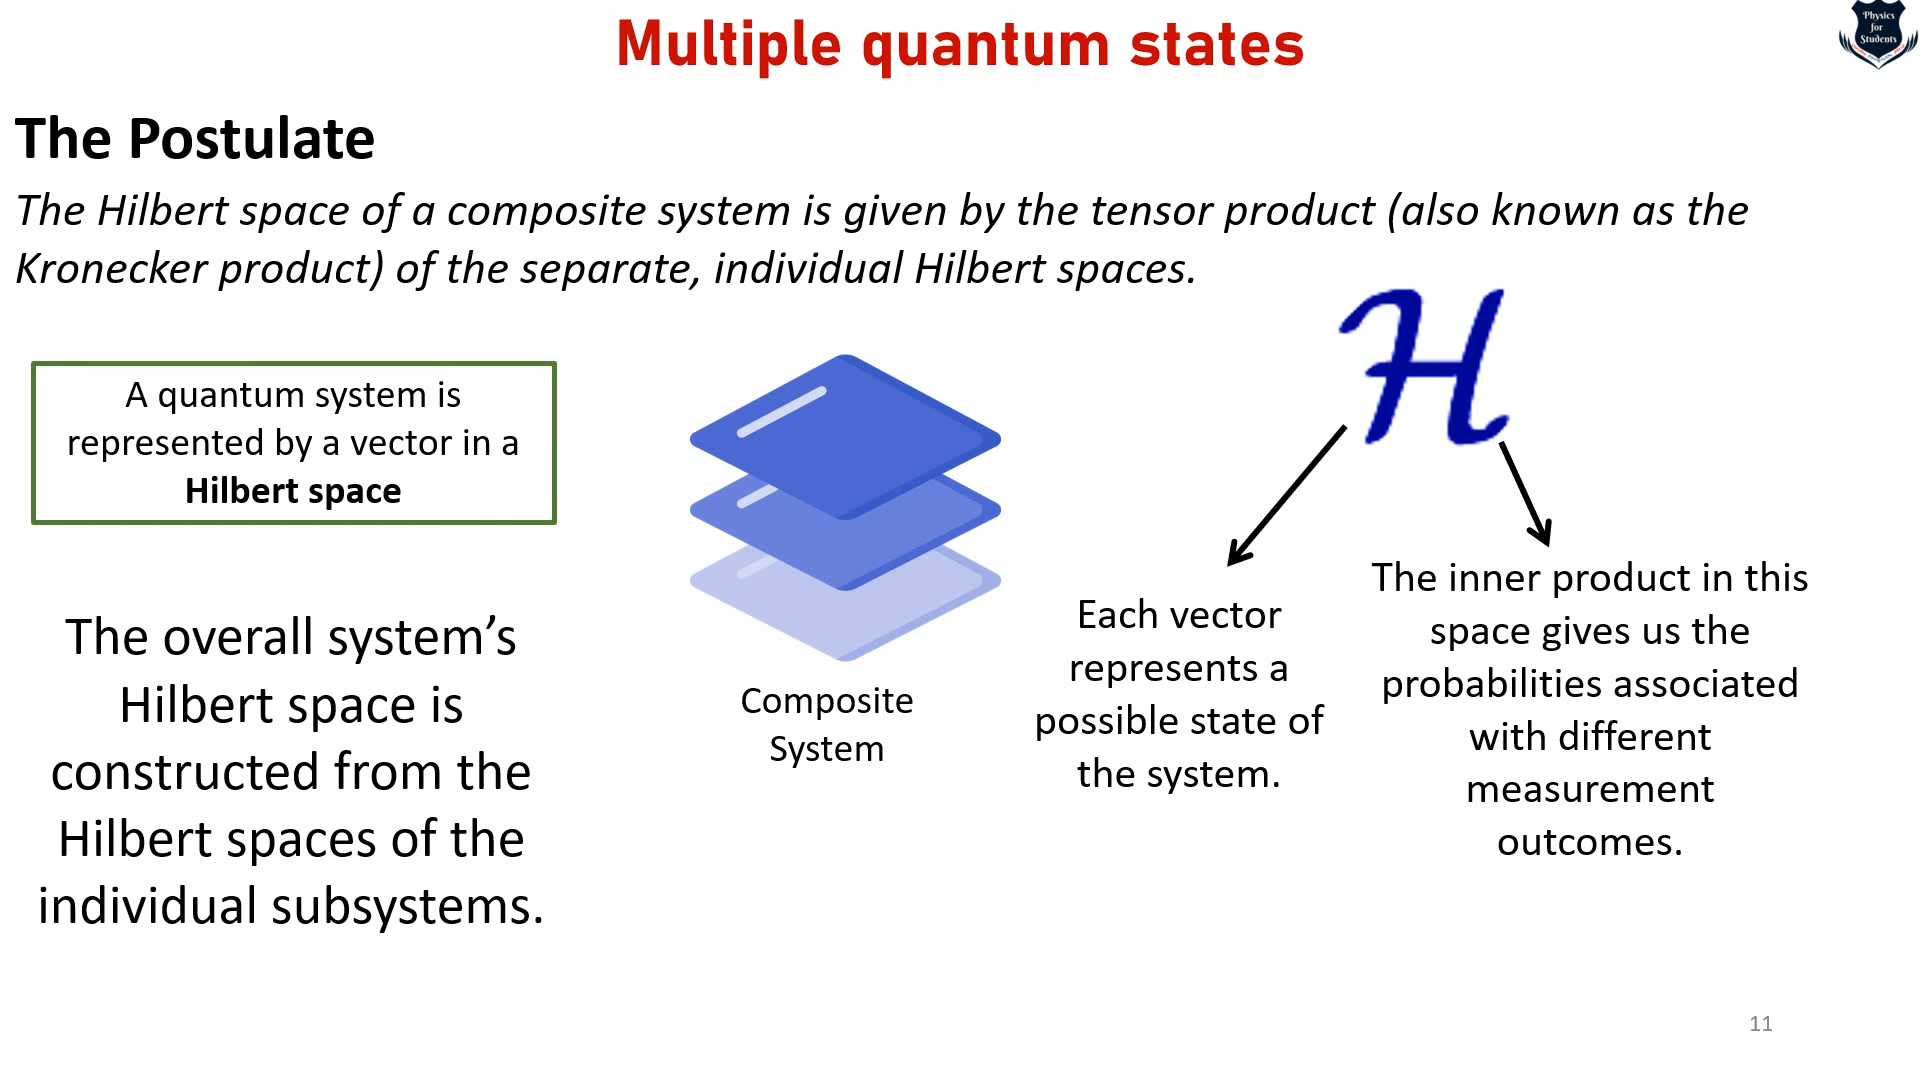 Multiple quantum states
Physics
for
Students
The Postulate
The Hilbert space of a composite system is given by the tensor product (also known as the
Kronecker product) of the separate, individual Hilbert spaces.
A quantum system is
represented by a vector in a
Hilbert space
The overall system’s
Hilbert space is
constructed from the
Hilbert spaces of the
individual subsystems.
Composite
System
ℋ
Each vector
represents a
possible state of
the system.
The inner product in this
space gives us the
probabilities associated
with different
measurement
outcomes.
11